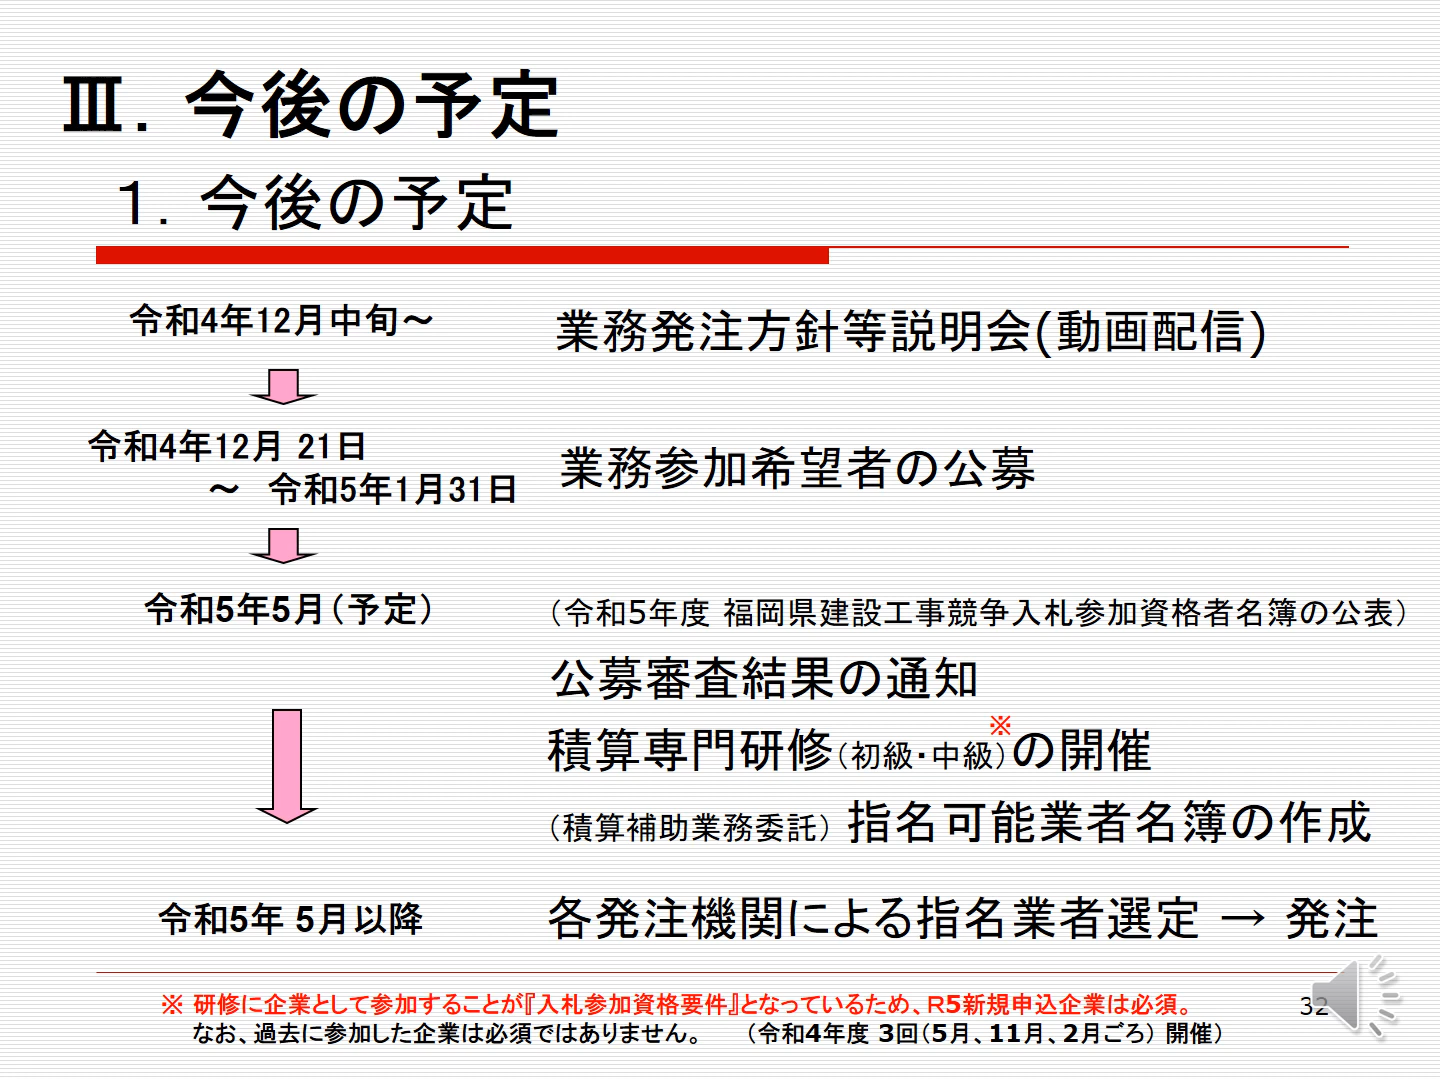 Ⅲ. 今後の予定
1. 今後の予定
令和4年12月中旬～
業務発注方針等説明会(動画配信)
令和4年12月 21日
～ 令和5年1月31日
業務参加希望者の公募
令和5年5月(予定)
(令和5年度 福岡県建設工事競争入札参加資格者名簿の公表)
公募審査結果の通知
積算専門研修(初級・中級)※の開催
(積算補助業務委託) 指名可能業者名簿の作成
令和5年 5月以降
各発注機関による指名業者選定 → 発注
※ 研修に企業として参加することが『入札参加資格要件』となっているため、R5新規申込企業は必須。
なお、過去に参加した企業は必須ではありません。 (令和4年度 3回(5月、11月、2月ごろ) 開催)
32